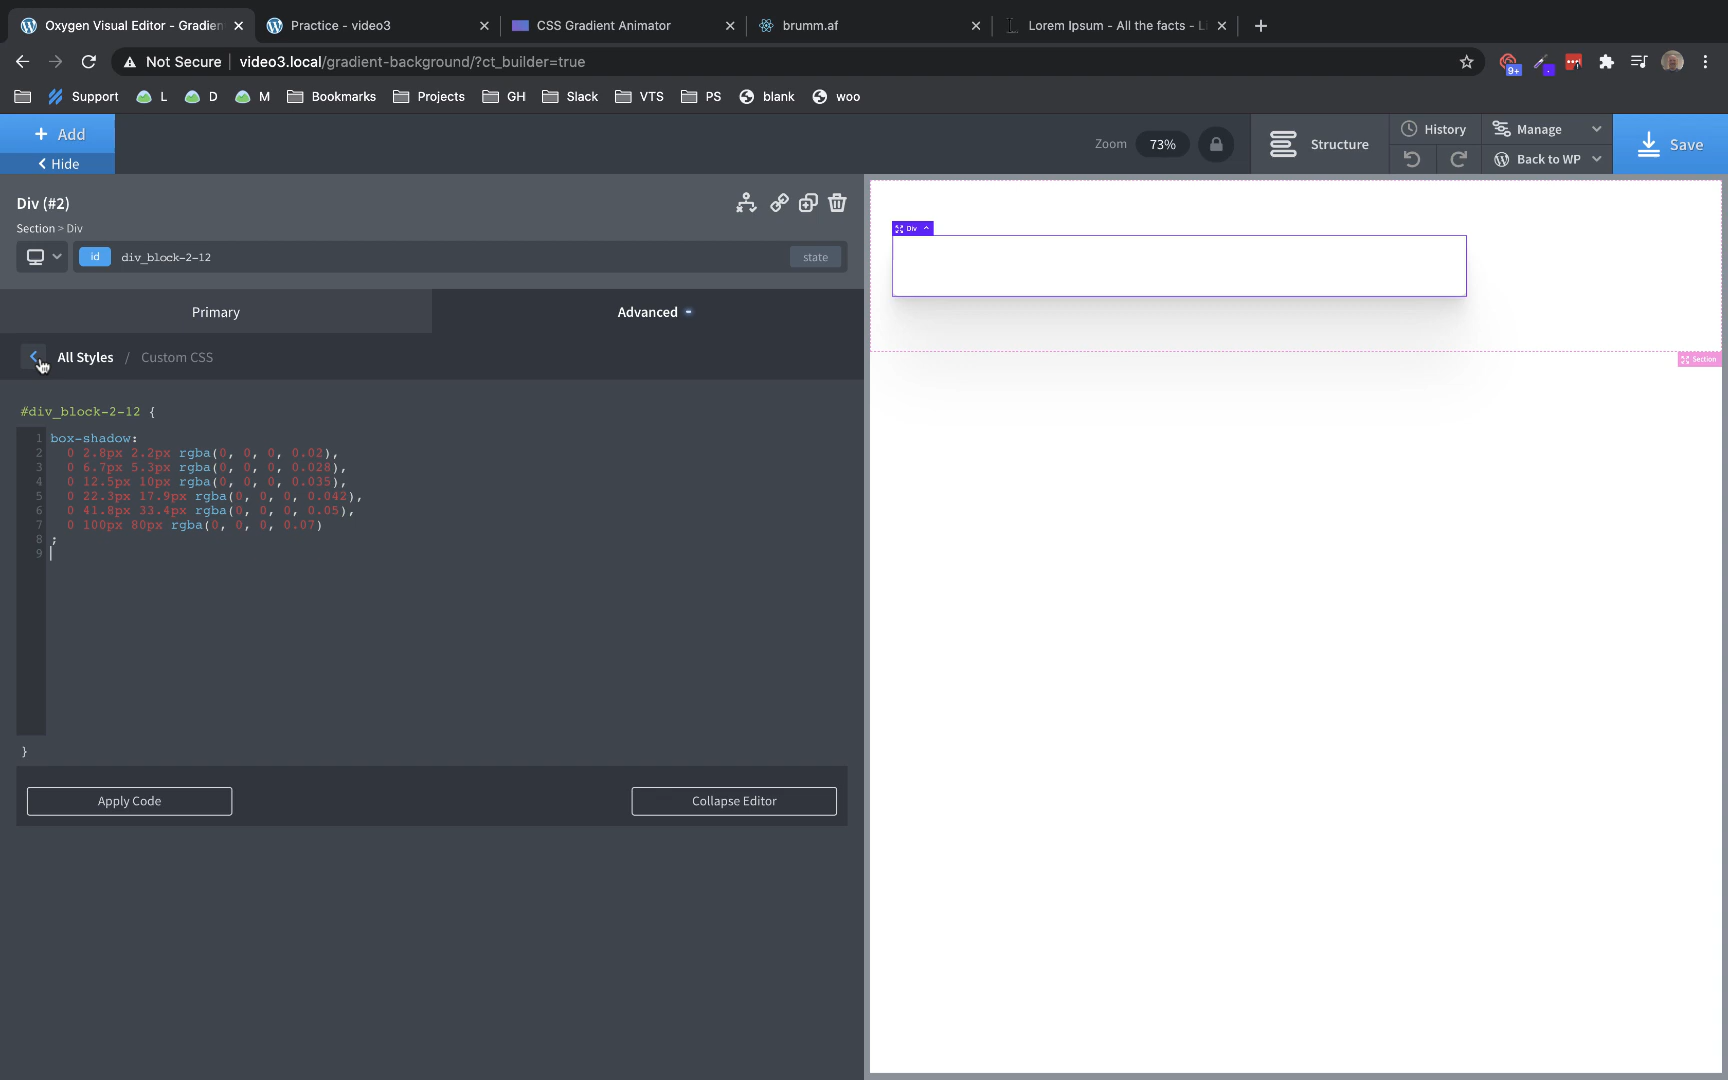 Oxygen Visual Editor - Gradien
Practice - video3
CSS Gradient Animator
brumm.af
Lorem Ipsum - All the facts - Li
Not Secure
video3.local/gradient-background/?ct_builder=true
9+
Support
L
D
M
Bookmarks
Projects
GH
Slack
VTS
PS
blank
woo
+ Add
Hide
Zoom
73%
Structure
History
Manage
Back to WP
Save
Div (#2)
Section > Div
id
div_block-2-12
state
Primary
Advanced
All Styles / Custom CSS
#div_block-2-12 {
1 box-shadow:
2 0 2.8px 2.2px rgba(0, 0, 0, 0.02),
3 0 6.7px 5.3px rgba(0, 0, 0, 0.028),
4 0 12.5px 10px rgba(0, 0, 0, 0.035),
5 0 22.3px 17.9px rgba(0, 0, 0, 0.042),
6 0 41.8px 33.4px rgba(0, 0, 0, 0.05),
7 0 100px 80px rgba(0, 0, 0, 0.07)
8 ;
9
}
Apply Code
Collapse Editor
Div
Section